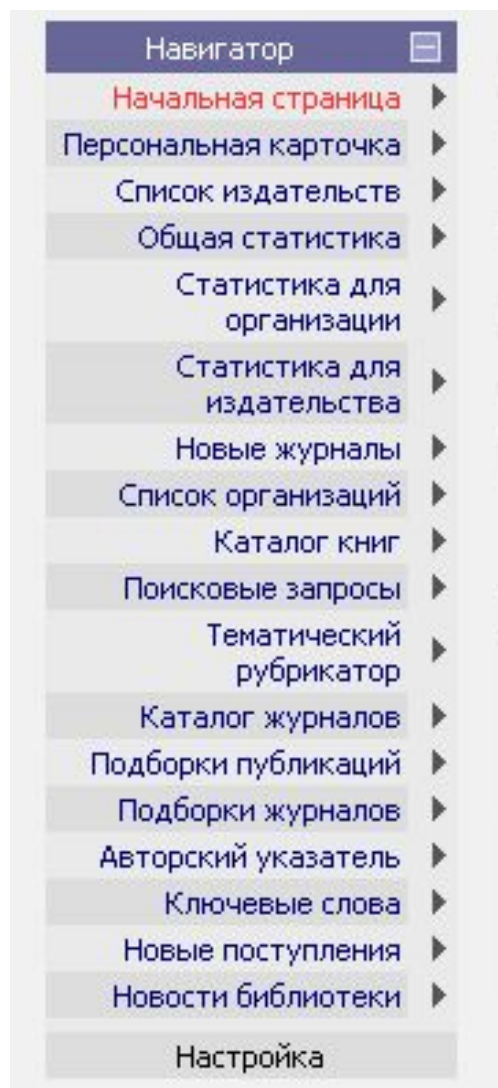 Навигатор
Начальная страница
Персональная карточка
Список издательств
Общая статистика
Статистика для
организации
Статистика для
издательства
Новые журналы
Список организаций
Каталог книг
Поисковые запросы
Тематический
рубрикатор
Каталог журналов
Подборки публикаций
Подборки журналов
Авторский указатель
Ключевые слова
Новые поступления
Новости библиотеки
Настройка